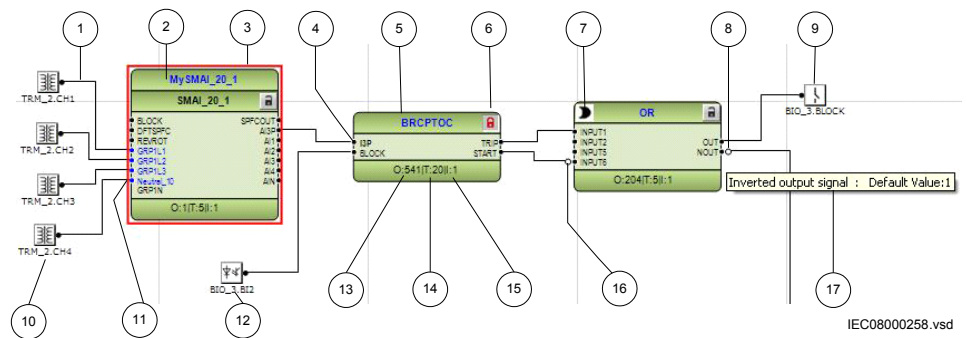 1
2
3
4
5
6
7
8
9
TRM_2.CH1
TRM_2.CH2
TRM_2.CH3
TRM_2.CH4
MySMAI_20_1
SMAI_20_1
BLOCK
DFTSPFC
REVROT
GRP1L1
GRP1L2
GRP1L3
Neutral_10
GRP1N
SPFCOUT
AI3P
AI1
AI2
AI3
AI4
AIN
O:1|T:5|I:1
BIO_3.BI2
BRCPTOC
I3P
BLOCK
TRIP
START
O:541|T:20|I:1
OR
INPUT1
INPUT2
INPUT5
INPUT6
OUT
NOUT
O:204|T:5|I:1
BIO_3.BLOCK
Inverted output signal : Default Value:1
10
11
12
13
14
15
16
17
IEC08000258.vsd